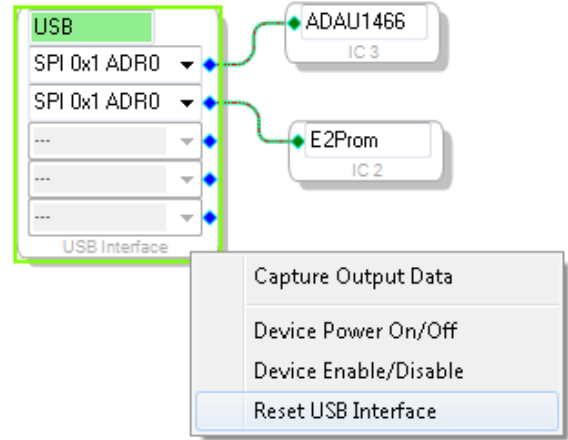 USB
SPI 0x1 ADR0
SPI 0x1 ADR0
---
---
---
USB Interface
ADAU1466
IC 3
E2Prom
IC 2
Capture Output Data
Device Power On/Off
Device Enable/Disable
Reset USB Interface